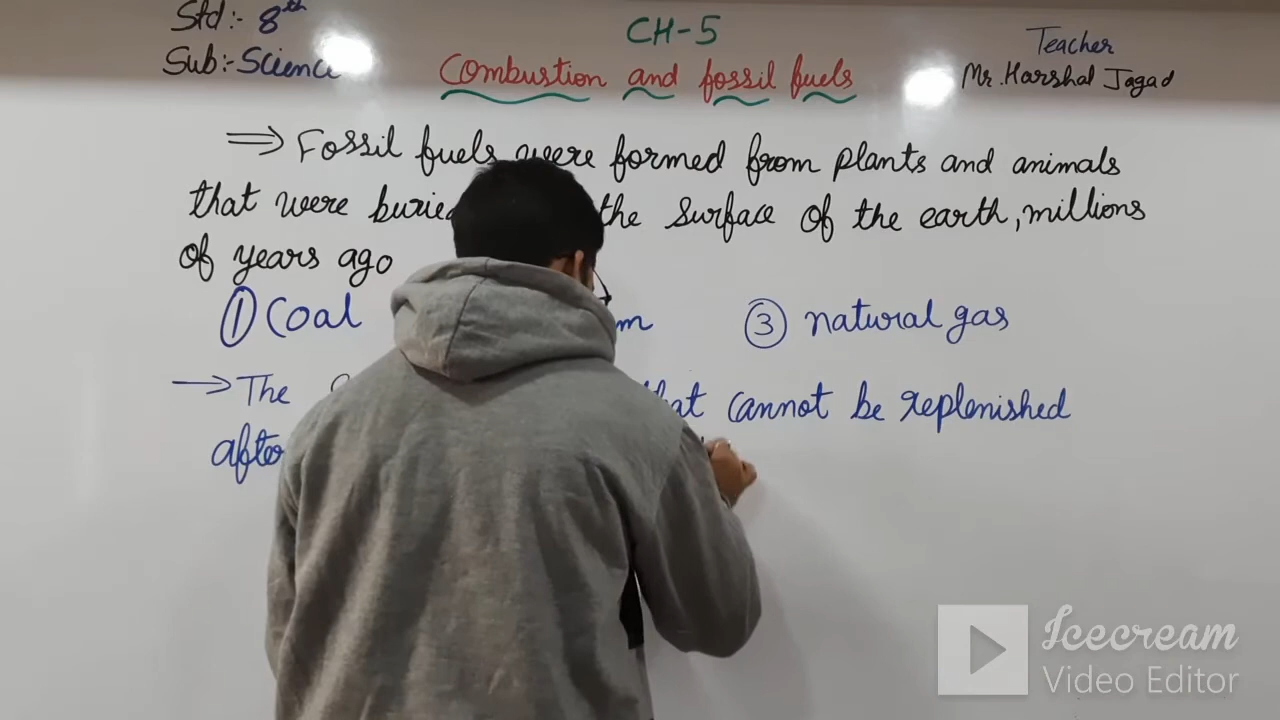 Std:- 8th
Sub:- Science
CH-5
Combustion and fossil fuels
Teacher
Mr. Harshal Jagad
⟹ Fossil fuels were formed from plants and animals
that were the surface of the earth, millions
of years ago
① Coal
③ natural gas
→ The cannot be replenished
after
Icecream
Video Editor